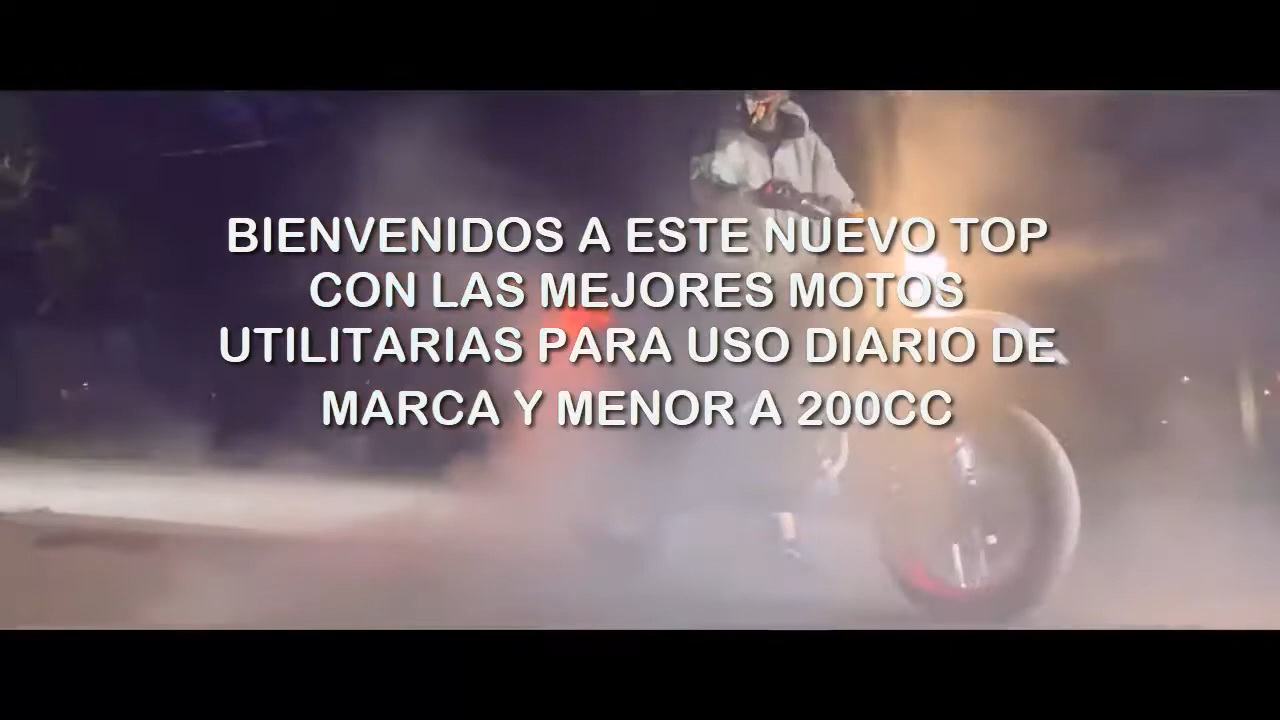 BIENVENIDOS A ESTE NUEVO TOP
CON LAS MEJORES MOTOS
UTILITARIAS PARA USO DIARIO DE
MARCA Y MENOR A 200CC